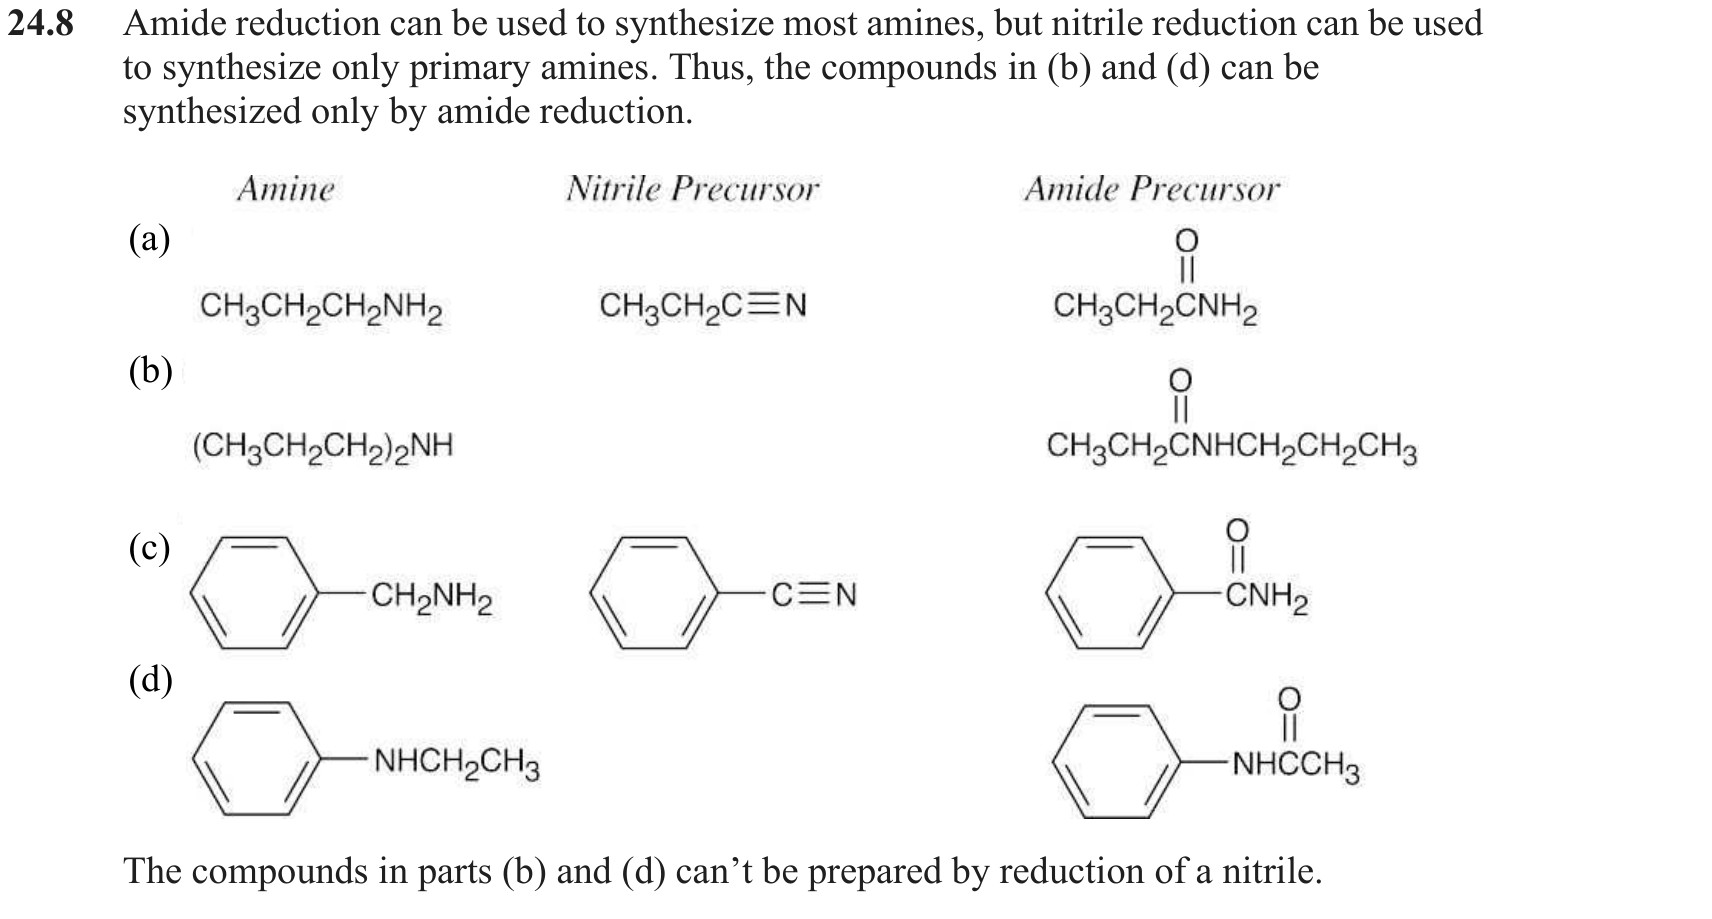 24.8 Amide reduction can be used to synthesize most amines, but nitrile reduction can be used
to synthesize only primary amines. Thus, the compounds in (b) and (d) can be
synthesized only by amide reduction.
Amine Nitrile Precursor Amide Precursor
(a)
O
CH₃CH₂CH₂NH₂ CH₃CH₂C≡N CH₃CH₂CNH₂
(b)
O
(CH₃CH₂CH₂)₂NH CH₃CH₂CNHCH₂CH₂CH₃
(c)
O
CH₂NH₂ C≡N CNH₂
(d)
O
NHCH₂CH₃ NHCCH₃
The compounds in parts (b) and (d) can’t be prepared by reduction of a nitrile.